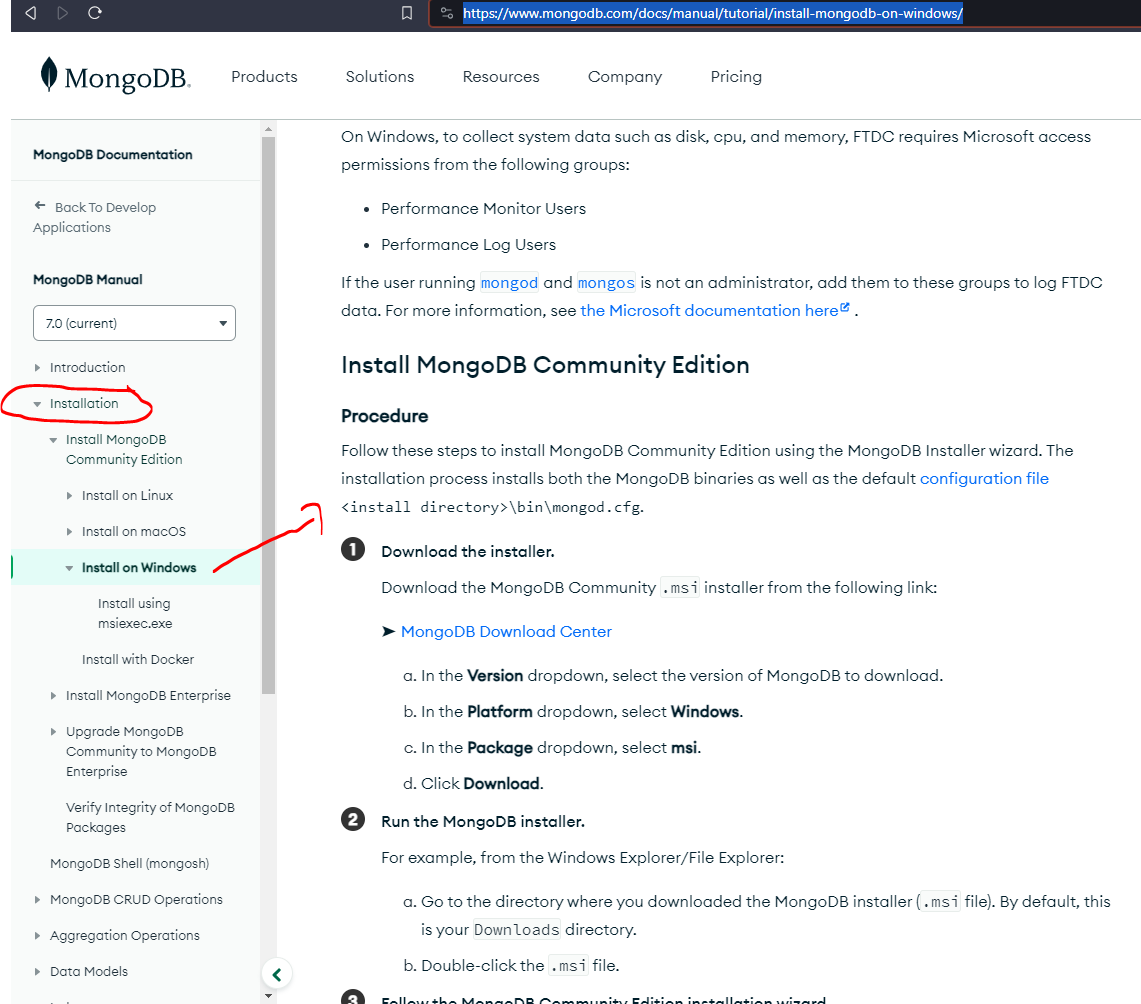 https://www.mongodb.com/docs/manual/tutorial/install-mongodb-on-windows/
MongoDB.
Products Solutions Resources Company Pricing
MongoDB Documentation
Back To Develop
Applications
MongoDB Manual
7.0 (current)
Introduction
Installation
Install MongoDB
Community Edition
Install on Linux
Install on macOS
Install on Windows
Install using
msiexec.exe
Install with Docker
Install MongoDB Enterprise
Upgrade MongoDB
Community to MongoDB
Enterprise
Verify Integrity of MongoDB
Packages
MongoDB Shell (mongosh)
MongoDB CRUD Operations
Aggregation Operations
Data Models
On Windows, to collect system data such as disk, cpu, and memory, FTDC requires Microsoft access
permissions from the following groups:
• Performance Monitor Users
• Performance Log Users
If the user running mongod and mongos is not an administrator, add them to these groups to log FTDC
data. For more information, see the Microsoft documentation here .
Install MongoDB Community Edition
Procedure
Follow these steps to install MongoDB Community Edition using the MongoDB Installer wizard. The
installation process installs both the MongoDB binaries as well as the default configuration file
<install directory>\bin\mongod.cfg.
1 Download the installer.
Download the MongoDB Community .msi installer from the following link:
➤ MongoDB Download Center
a. In the Version dropdown, select the version of MongoDB to download.
b. In the Platform dropdown, select Windows.
c. In the Package dropdown, select msi.
d. Click Download.
2 Run the MongoDB installer.
For example, from the Windows Explorer/File Explorer:
a. Go to the directory where you downloaded the MongoDB installer (.msi file). By default, this
is your Downloads directory.
b. Double-click the .msi file.
3 Follow the MongoDB Community Edition installation wizard.